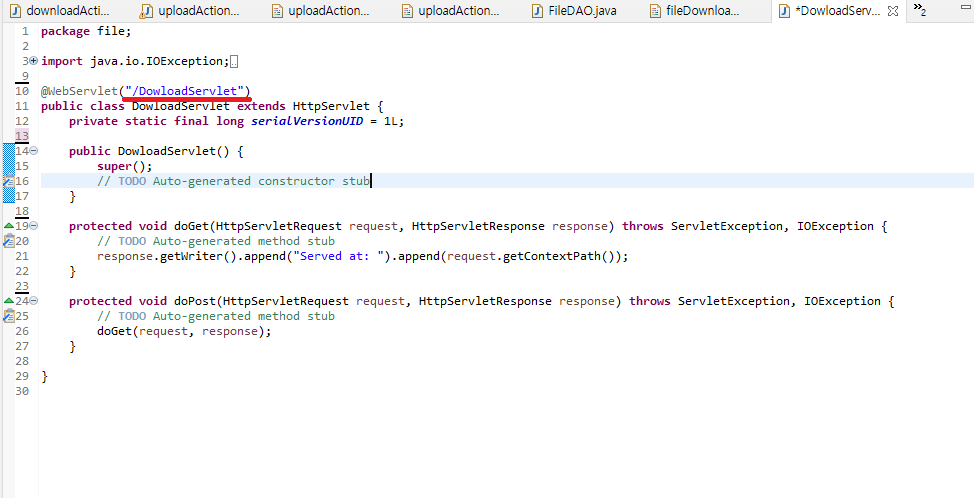 downloadActi...
uploadAction...
uploadAction...
uploadAction...
FileDAO.java
fileDownloa...
*DowloadServ...
»2
1 package file;
2
3 import java.io.IOException;
9
10 @WebServlet("/DowloadServlet")
11 public class DowloadServlet extends HttpServlet {
12 private static final long serialVersionUID = 1L;
13
14 public DowloadServlet() {
15 super();
16 // TODO Auto-generated constructor stub
17 }
18
19 protected void doGet(HttpServletRequest request, HttpServletResponse response) throws ServletException, IOException {
20 // TODO Auto-generated method stub
21 response.getWriter().append("Served at: ").append(request.getContextPath());
22 }
23
24 protected void doPost(HttpServletRequest request, HttpServletResponse response) throws ServletException, IOException {
25 // TODO Auto-generated method stub
26 doGet(request, response);
27 }
28
29 }
30